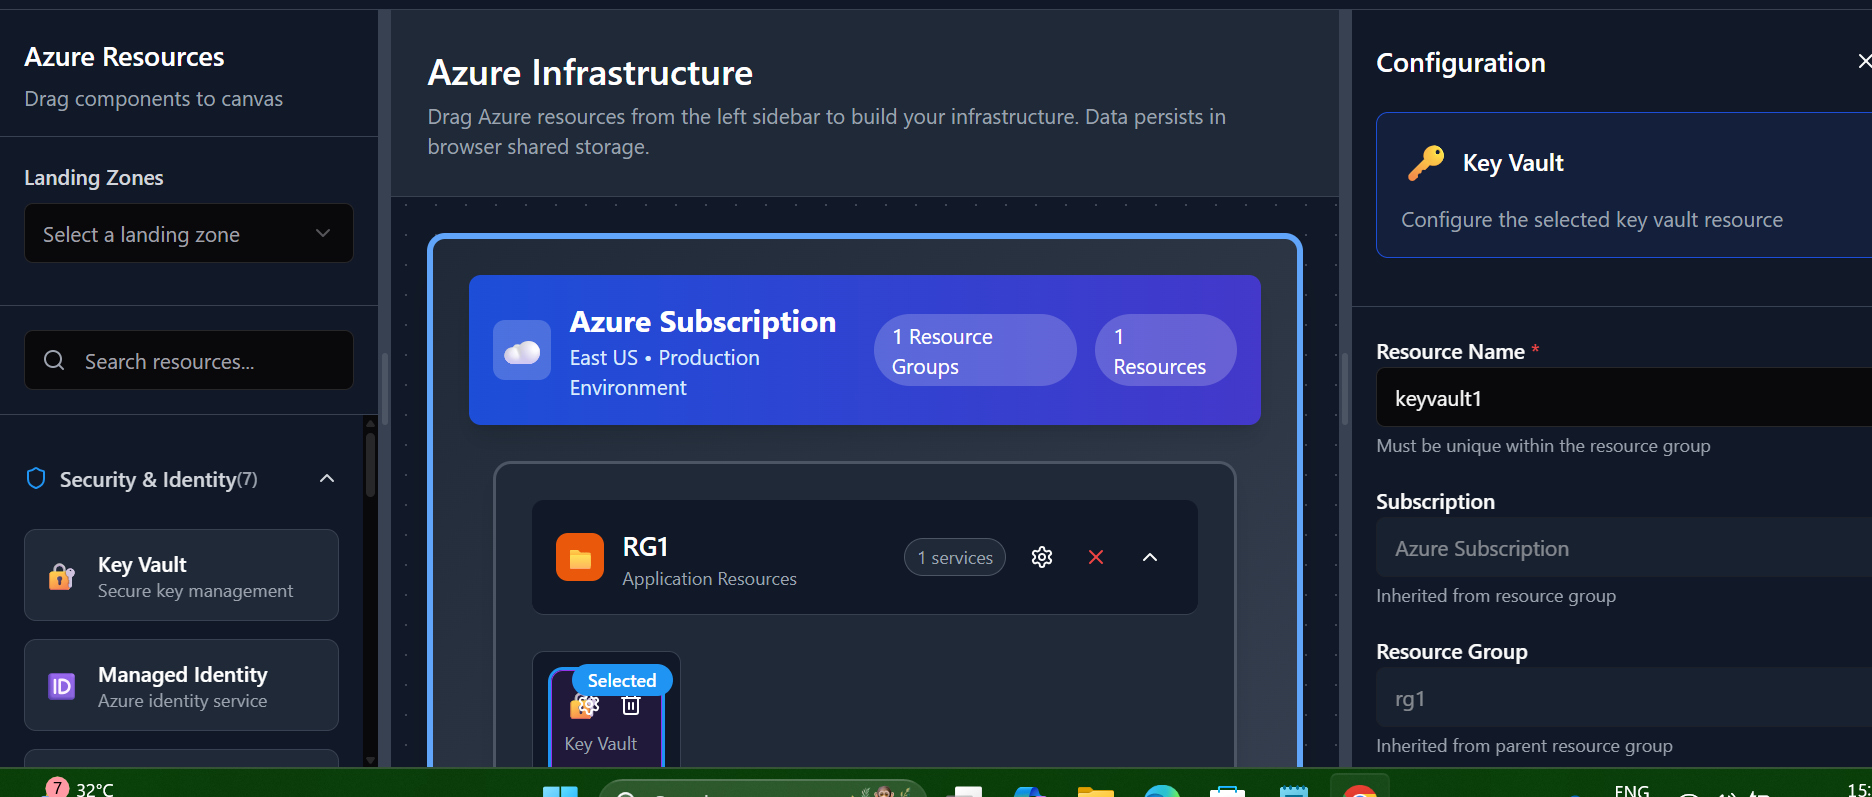 Azure Resources
Drag components to canvas
Landing Zones
Select a landing zone
Search resources...
Security & Identity(7)
Key Vault
Secure key management
ID
Managed Identity
Azure identity service
Azure Infrastructure
Drag Azure resources from the left sidebar to build your infrastructure. Data persists in
browser shared storage.
Azure Subscription
East US • Production
Environment
1 Resource
Groups
1
Resources
RG1
Application Resources
1 services
Selected
Key Vault
Configuration
Key Vault
Configure the selected key vault resource
Resource Name *
keyvault1
Must be unique within the resource group
Subscription
Azure Subscription
Inherited from resource group
Resource Group
rg1
Inherited from parent resource group
7
32°C
ENG